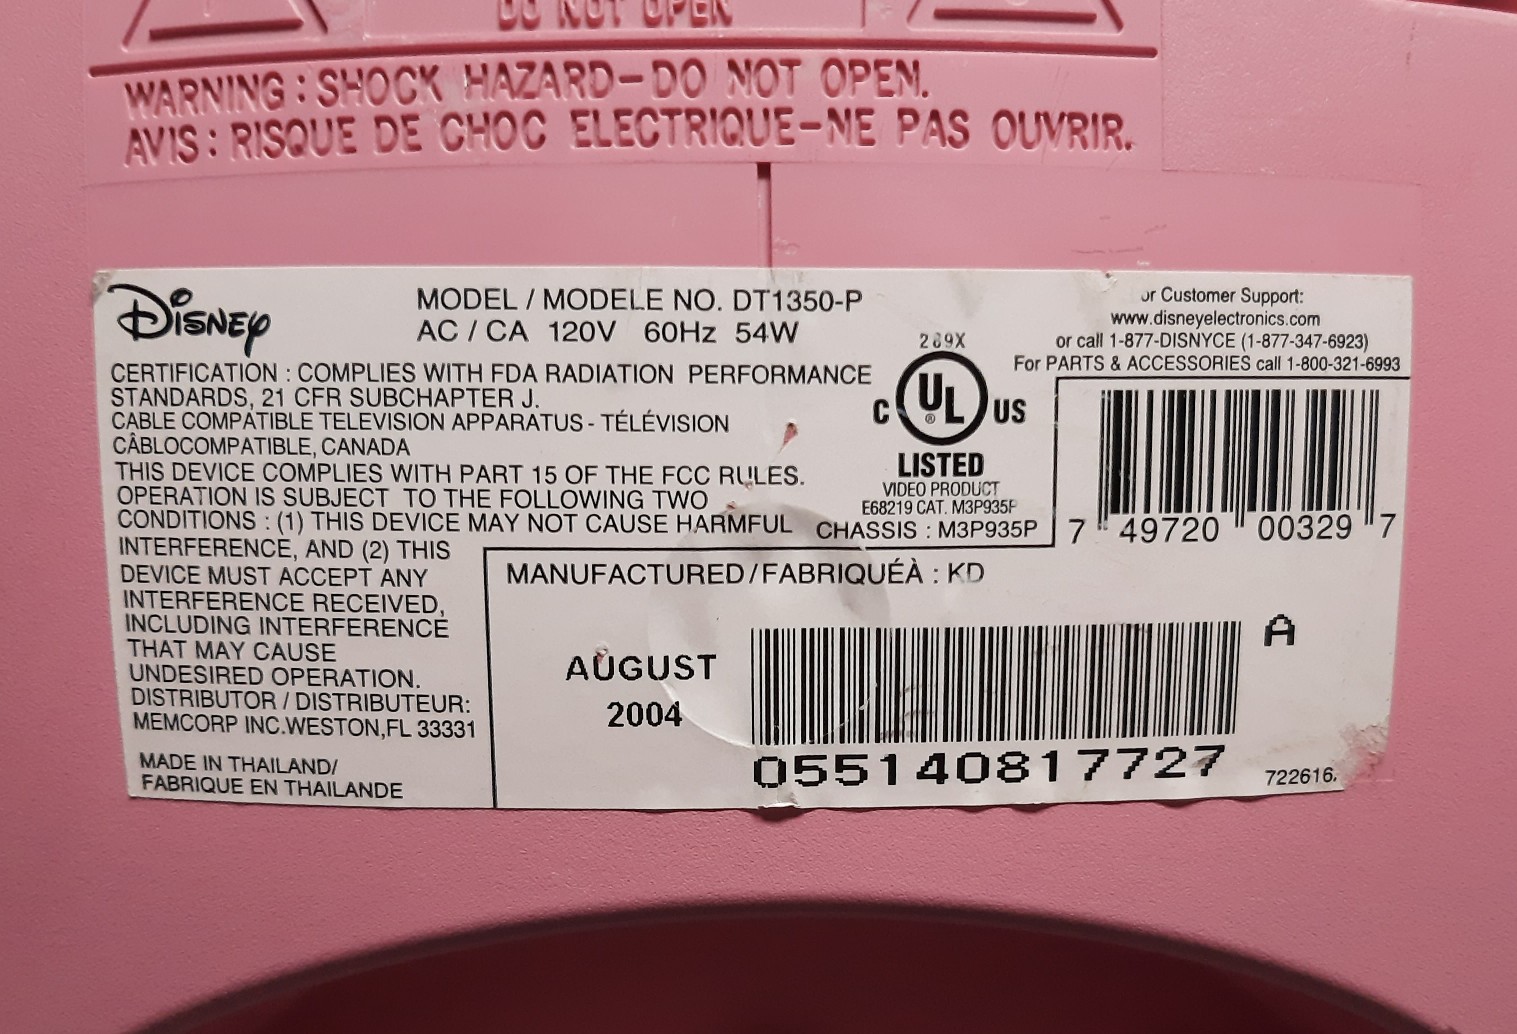 DO NOT OPEN
WARNING : SHOCK HAZARD–DO NOT OPEN.
AVIS : RISQUE DE CHOC ELECTRIQUE–NE PAS OUVRIR.
Disney
MODEL / MODELE NO. DT1350-P
AC / CA 120V 60Hz 54W
CERTIFICATION : COMPLIES WITH FDA RADIATION PERFORMANCE
STANDARDS, 21 CFR SUBCHAPTER J.
CABLE COMPATIBLE TELEVISION APPARATUS - TÉLÉVISION
CÂBLOCOMPATIBLE, CANADA
THIS DEVICE COMPLIES WITH PART 15 OF THE FCC RULES.
OPERATION IS SUBJECT TO THE FOLLOWING TWO
CONDITIONS : (1) THIS DEVICE MAY NOT CAUSE HARMFUL
INTERFERENCE, AND (2) THIS
DEVICE MUST ACCEPT ANY
INTERFERENCE RECEIVED,
INCLUDING INTERFERENCE
THAT MAY CAUSE
UNDESIRED OPERATION.
DISTRIBUTOR / DISTRIBUTEUR:
MEMCORP INC.WESTON,FL 33331
MADE IN THAILAND/
FABRIQUE EN THAILANDE
289X
C UL ® US
LISTED
VIDEO PRODUCT
E68219 CAT. M3P935P
CHASSIS : M3P935P
or Customer Support:
www.disneyelectronics.com
or call 1-877-DISNYCE (1-877-347-6923)
For PARTS & ACCESSORIES call 1-800-321-6993
7 49720 00329 7
MANUFACTURED/FABRIQUÉÀ : KD
AUGUST
2004
A
055140817727
722616